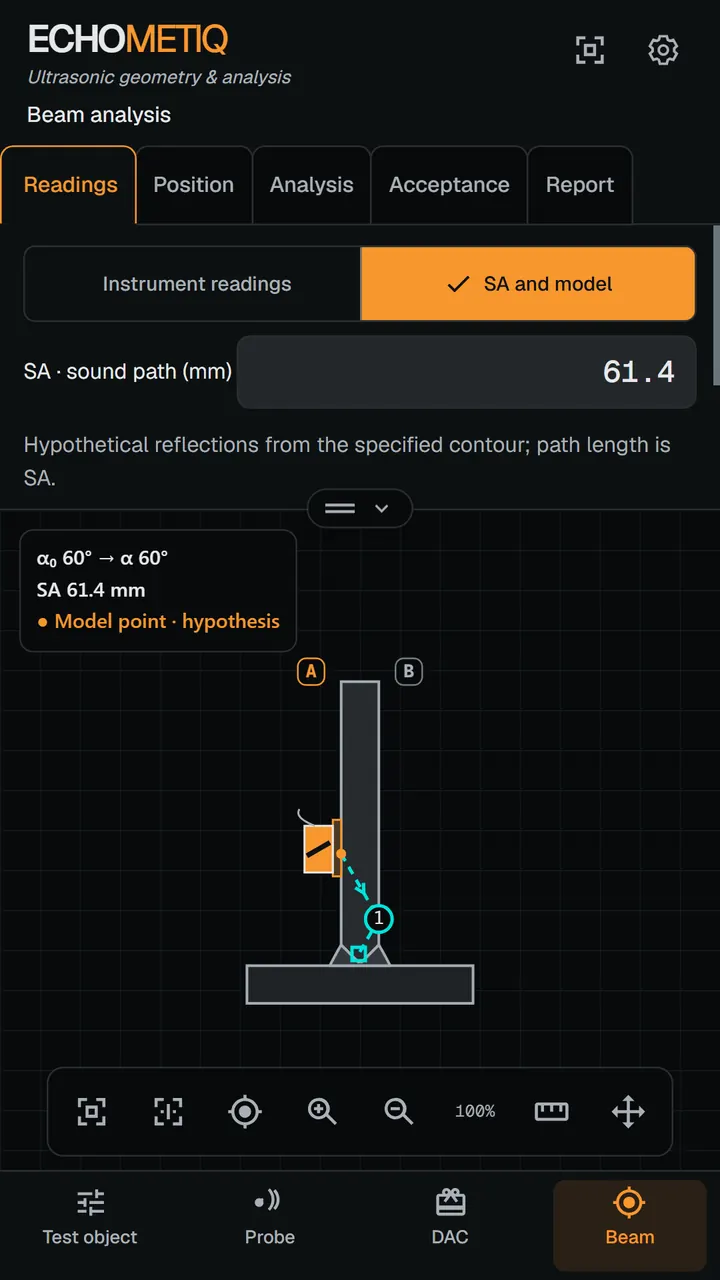 ECHOMETIQ
Ultrasonic geometry & analysis
Beam analysis
Readings Position Analysis Acceptance Report
Instrument readings SA and model
SA · sound path (mm) 61.4
Hypothetical reflections from the specified contour; path length is
SA.
α₀ 60° → α 60°
SA 61.4 mm
Model point · hypothesis
A B
1
100%
Test object Probe DAC Beam